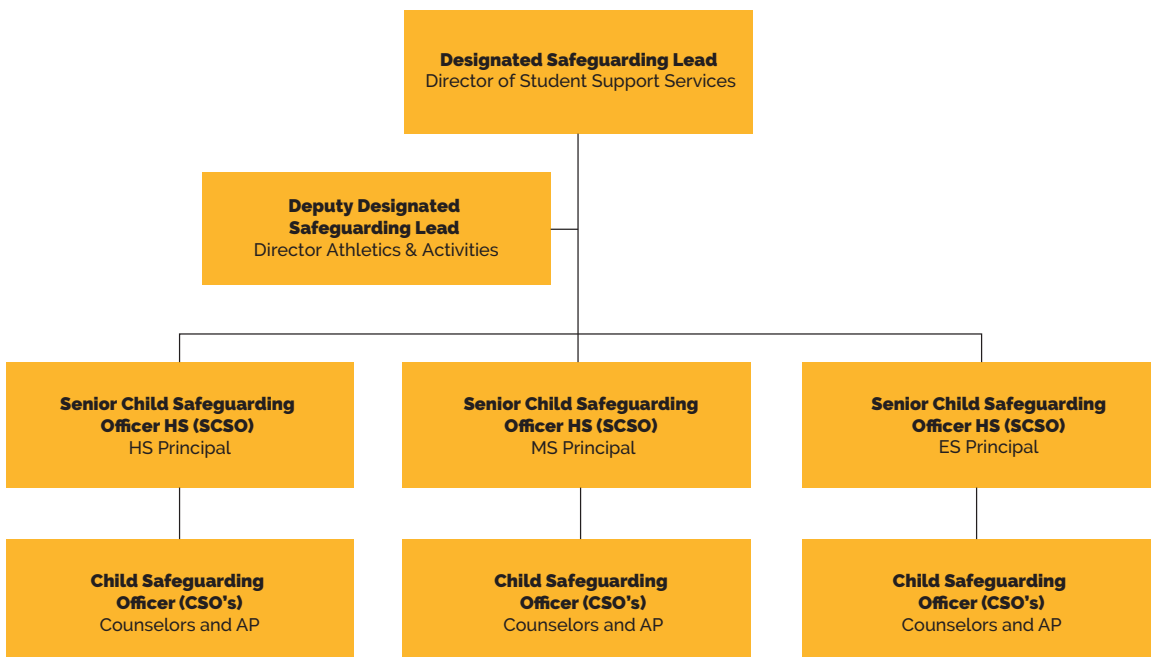 Designated Safeguarding Lead
Director of Student Support Services
Deputy Designated
Safeguarding Lead
Director Athletics & Activities
Senior Child Safeguarding
Officer HS (SCSO)
HS Principal
Senior Child Safeguarding
Officer HS (SCSO)
MS Principal
Senior Child Safeguarding
Officer HS (SCSO)
ES Principal
Child Safeguarding
Officer (CSO’s)
Counselors and AP
Child Safeguarding
Officer (CSO’s)
Counselors and AP
Child Safeguarding
Officer (CSO’s)
Counselors and AP